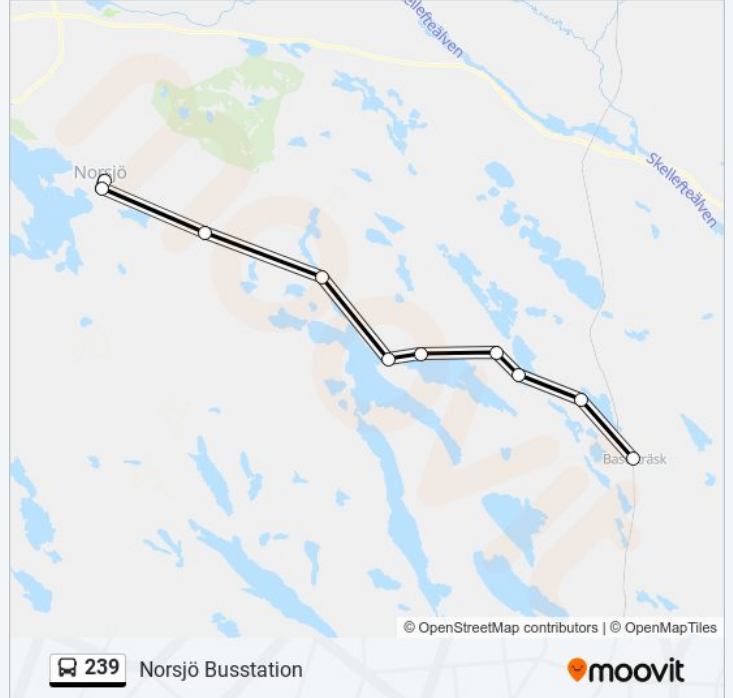 Skellefteälven
Norsjö
Skellefteälven
© OpenStreetMap contributors | © OpenMapTiles
239 Norsjö Busstation moovit